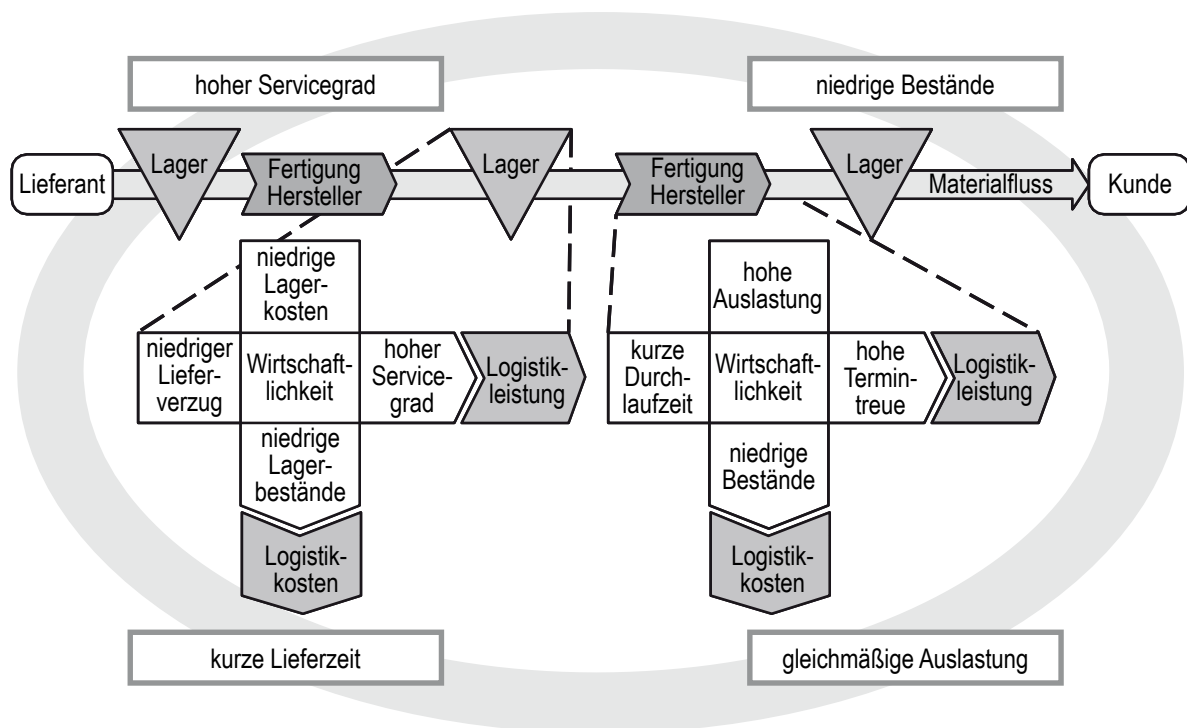 hoher Servicegrad
niedrige Bestände
Lieferant
Lager
Fertigung
Hersteller
Lager
Fertigung
Hersteller
Lager
Materialfluss
Kunde
niedrige
Lager-
kosten
niedriger
Liefer-
verzug
Wirtschaft-
lichkeit
hoher
Service-
grad
Logistik-
leistung
niedrige
Lager-
bestände
Logistik-
kosten
hohe
Auslastung
kurze
Durch-
laufzeit
Wirtschaft-
lichkeit
hohe
Termin-
treue
Logistik-
leistung
niedrige
Bestände
Logistik-
kosten
kurze Lieferzeit
gleichmäßige Auslastung